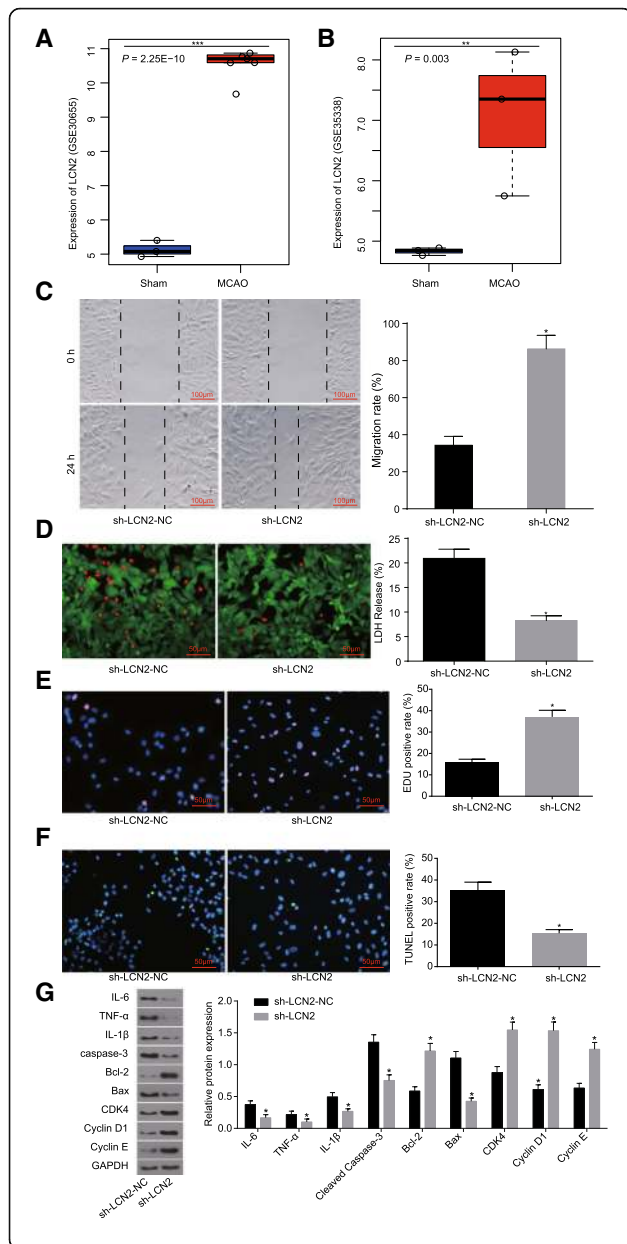 A
Expression of LCN2 (GSE30655)
***
P = 2.25E−10
11
10
9
8
7
6
5
Sham
MCAO
B
Expression of LCN2 (GSE35338)
**
P = 0.003
8.0
7.0
6.0
5.0
Sham
MCAO
C
0 h
100µm
100µm
24 h
100µm
100µm
sh-LCN2-NC
sh-LCN2
Migration rate (%)
100
80
60
40
20
0
*
sh-LCN2-NC
sh-LCN2
D
50µm
50µm
sh-LCN2-NC
sh-LCN2
LDH Release (%)
25
20
15
10
5
0
*
sh-LCN2-NC
sh-LCN2
E
50µm
50µm
sh-LCN2-NC
sh-LCN2
EDU positive rate (%)
50
40
30
20
10
0
*
sh-LCN2-NC
sh-LCN2
F
50µm
50µm
sh-LCN2-NC
sh-LCN2
TUNEL positive rate (%)
50
40
30
20
10
0
*
sh-LCN2-NC
sh-LCN2
G
IL-6
TNF-α
IL-1β
caspase-3
Bcl-2
Bax
CDK4
Cyclin D1
Cyclin E
GAPDH
sh-LCN2-NC
sh-LCN2
Relative protein expression
2.0
1.5
1.0
0.5
0.0
sh-LCN2-NC
sh-LCN2
* * * * * * * * * *
IL-6
TNF-α
IL-1β
Cleaved Caspase-3
Bcl-2
Bax
CDK4
Cyclin D1
Cyclin E